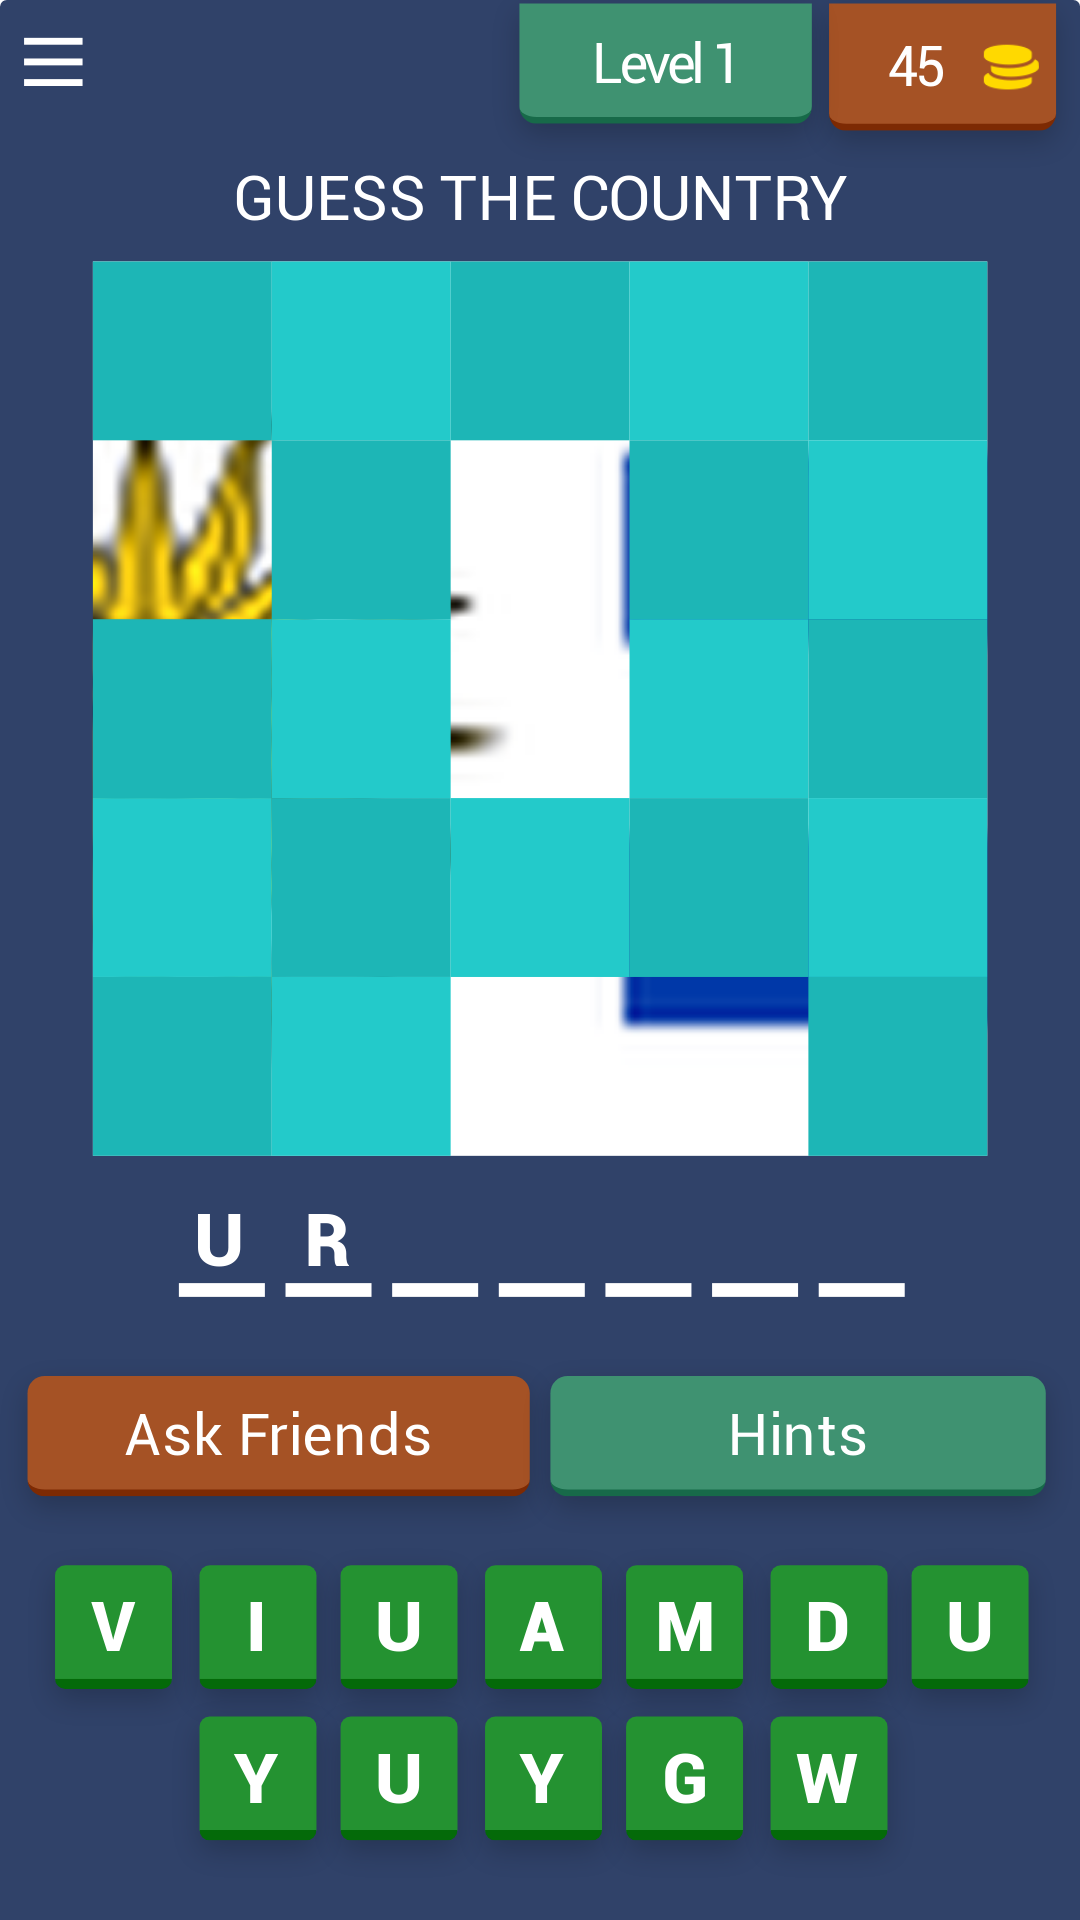 Level 1
45
GUESS THE COUNTRY
U R
Ask Friends
Hints
V I U A M D U
Y U Y G W